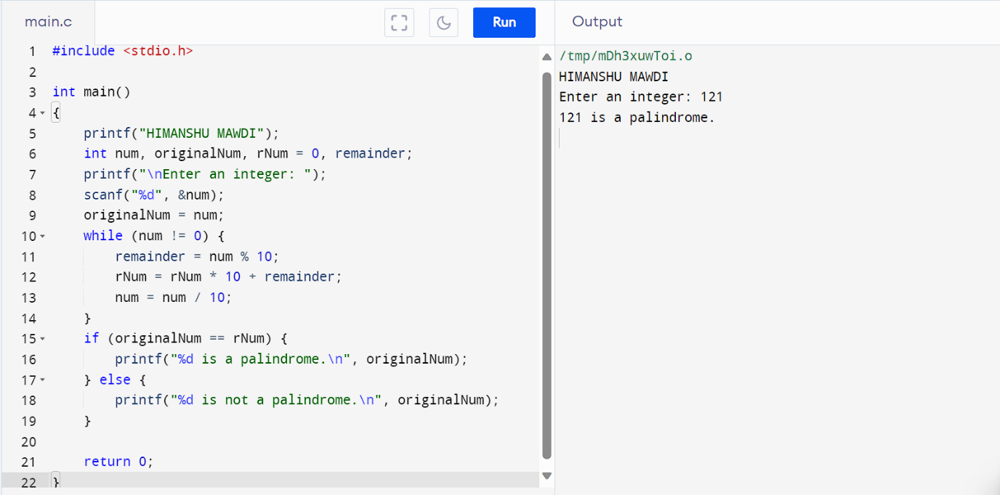 main.c
Run
Output
1 #include <stdio.h>
2
3 int main()
4 {
5     printf("HIMANSHU MAWDI");
6     int num, originalNum, rNum = 0, remainder;
7     printf("\nEnter an integer: ");
8     scanf("%d", &num);
9     originalNum = num;
10     while (num != 0) {
11         remainder = num % 10;
12         rNum = rNum * 10 + remainder;
13         num = num / 10;
14     }
15     if (originalNum == rNum) {
16         printf("%d is a palindrome.\n", originalNum);
17     } else {
18         printf("%d is not a palindrome.\n", originalNum);
19     }
20
21     return 0;
22 }
/tmp/mDh3xuwToi.o
HIMANSHU MAWDI
Enter an integer: 121
121 is a palindrome.